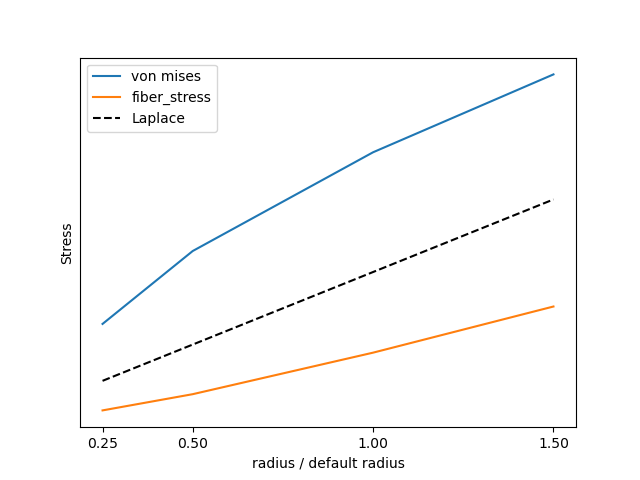 von mises
fiber_stress
Laplace
Stress
0.25
0.50
1.00
1.50
radius / default radius